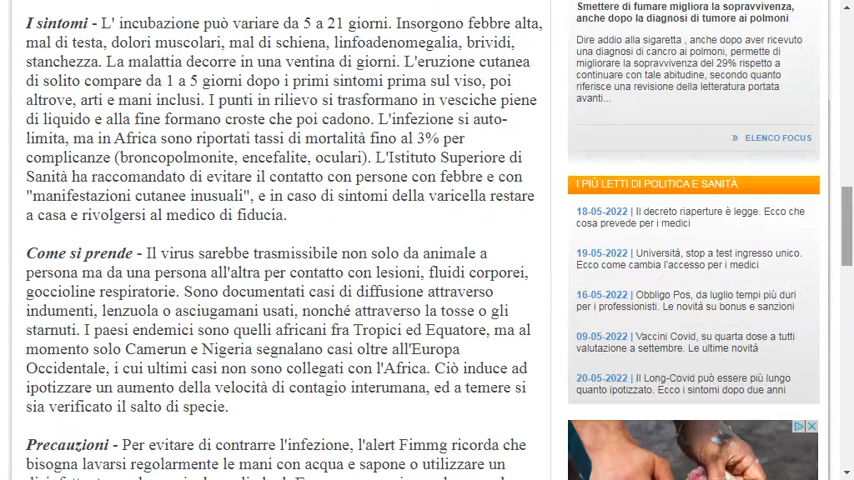 I sintomi - L' incubazione può variare da 5 a 21 giorni. Insorgono febbre alta,
mal di testa, dolori muscolari, mal di schiena, linfoadenomegalia, brividi,
stanchezza. La malattia decorre in una ventina di giorni. L'eruzione cutanea
di solito compare da 1 a 5 giorni dopo i primi sintomi prima sul viso, poi
altrove, arti e mani inclusi. I punti in rilievo si trasformano in vesciche piene
di liquido e alla fine formano croste che poi cadono. L'infezione si auto-
limita, ma in Africa sono riportati tassi di mortalità fino al 3% per
complicanze (broncopolmonite, encefalite, oculari). L'Istituto Superiore di
Sanità ha raccomandato di evitare il contatto con persone con febbre e con
"manifestazioni cutanee inusuali", e in caso di sintomi della varicella restare
a casa e rivolgersi al medico di fiducia.
Come si prende - Il virus sarebbe trasmissibile non solo da animale a
persona ma da una persona all'altra per contatto con lesioni, fluidi corporei,
goccioline respiratorie. Sono documentati casi di diffusione attraverso
indumenti, lenzuola o asciugamani usati, nonché attraverso la tosse o gli
starnuti. I paesi endemici sono quelli africani fra Tropici ed Equatore, ma al
momento solo Camerun e Nigeria segnalano casi oltre all'Europa
Occidentale, i cui ultimi casi non sono collegati con l'Africa. Ciò induce ad
ipotizzare un aumento della velocità di contagio interumana, ed a temere si
sia verificato il salto di specie.
Precauzioni - Per evitare di contrarre l'infezione, l'alert Fimmg ricorda che
bisogna lavarsi regolarmente le mani con acqua e sapone o utilizzare un
Smettere di fumare migliora la sopravvivenza,
anche dopo la diagnosi di tumore ai polmoni
Dire addio alla sigaretta , anche dopo aver ricevuto
una diagnosi di cancro ai polmoni, permette di
migliorare la sopravvivenza del 29% rispetto a
continuare con tale abitudine, secondo quanto
riferisce una revisione della letteratura portata
avanti...
» ELENCO FOCUS
I PIÙ LETTI DI POLITICA E SANITÀ
18-05-2022 | Il decreto riaperture è legge. Ecco che
cosa prevede per i medici
19-05-2022 | Università, stop a test ingresso unico.
Ecco come cambia l'accesso per i medici
16-05-2022 | Obbligo Pos, da luglio tempi più duri
per i professionisti. Le novità su bonus e sanzioni
09-05-2022 | Vaccini Covid, su quarta dose a tutti
valutazione a settembre. Le ultime novità
20-05-2022 | Il Long-Covid può essere più lungo
quanto ipotizzato. Ecco i sintomi dopo due anni